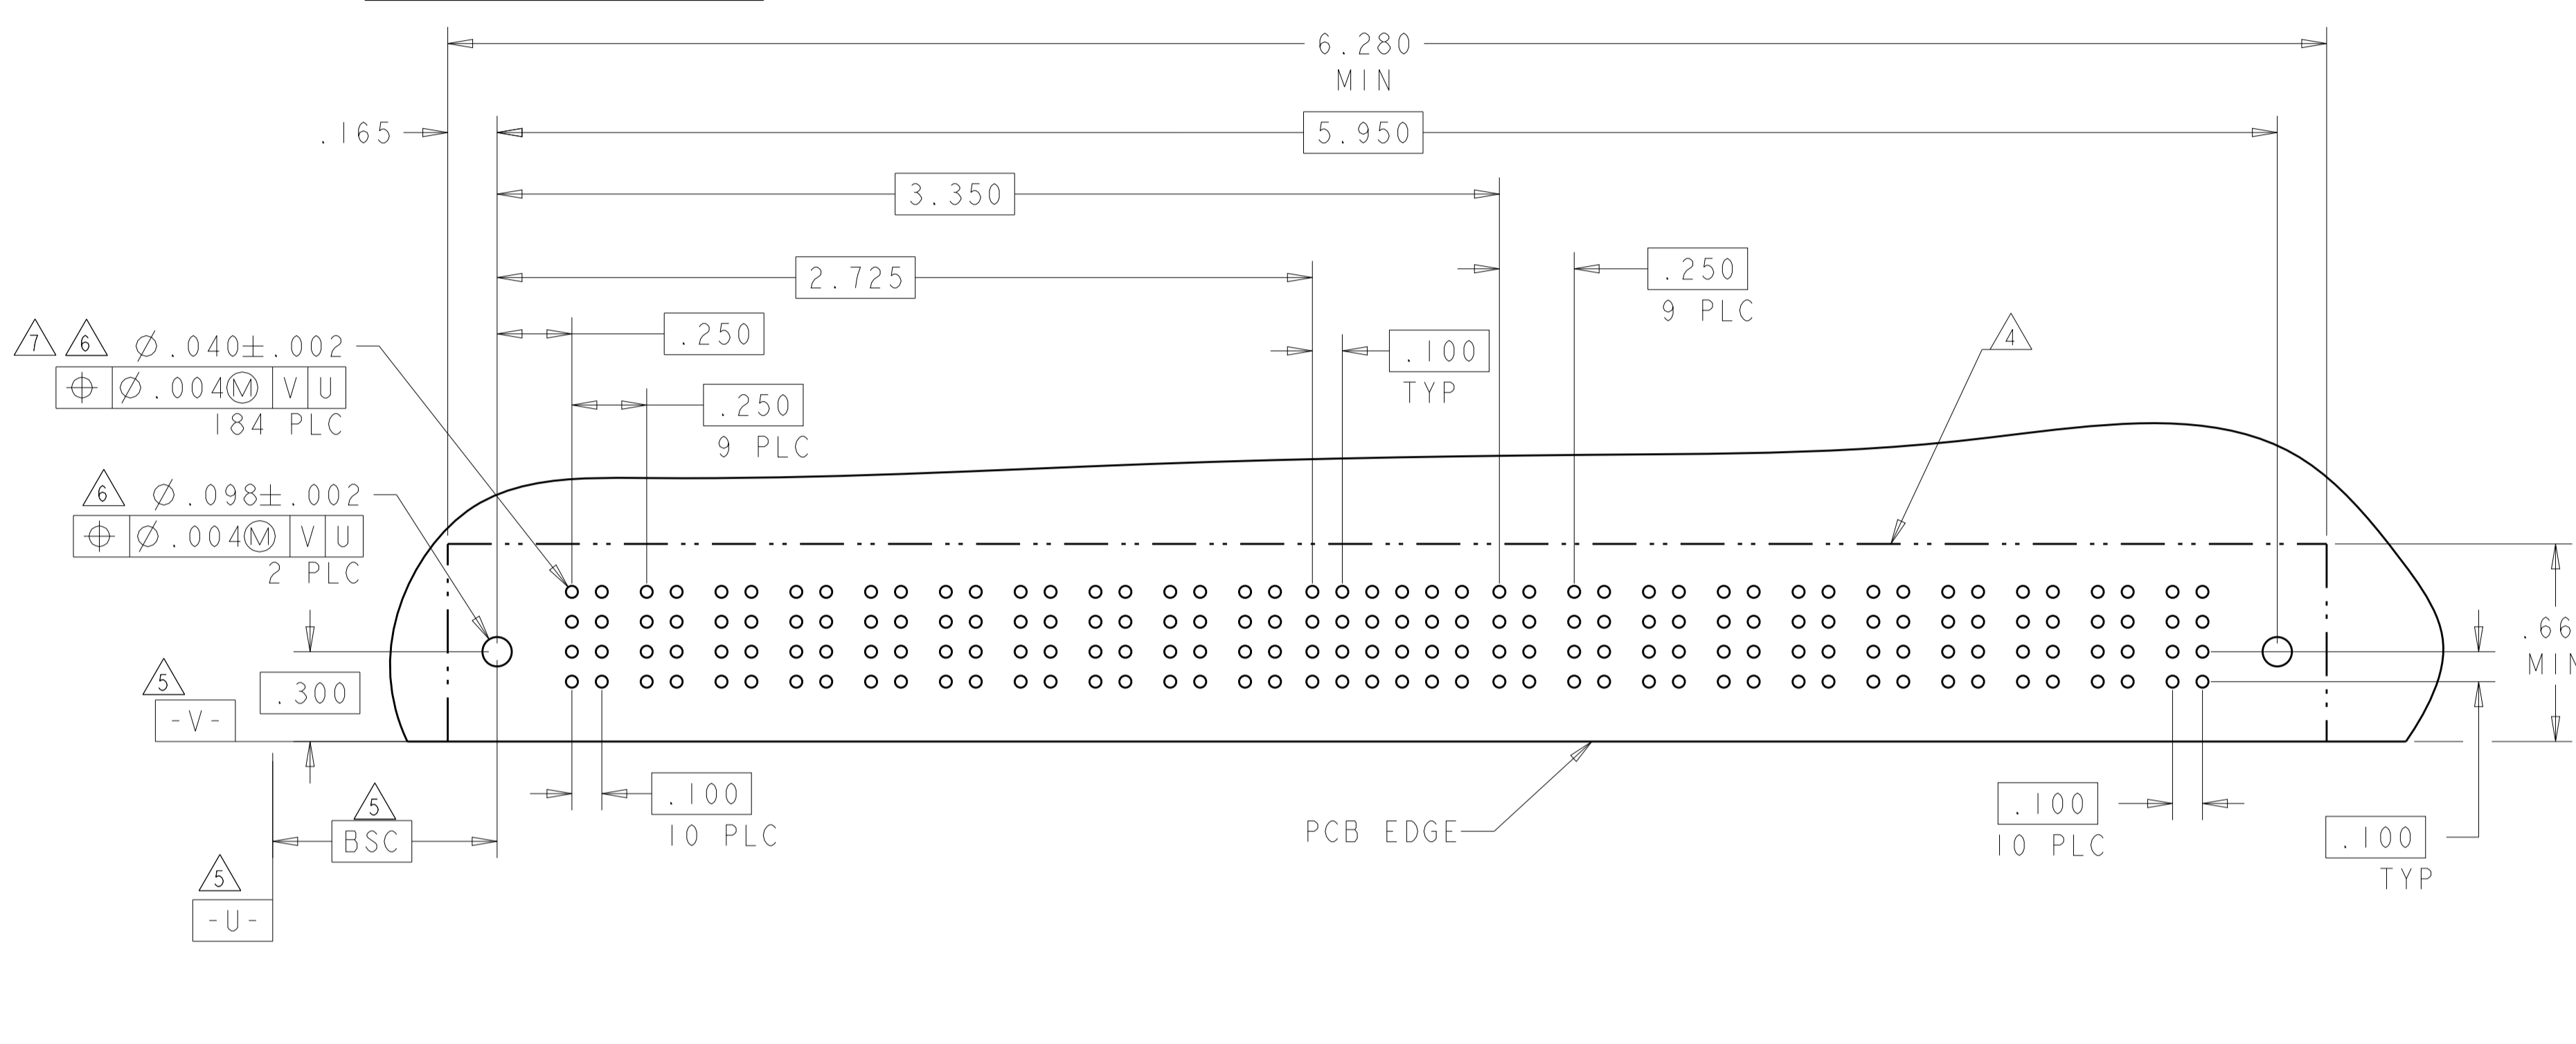 6.280
MIN
.165
5.950
3.350
.250
9 PLC
2.725
.250
.100
TYP
4
7 6 Ø.040±.002
⌖ Ø.004Ⓜ V U
184 PLC
.250
9 PLC
6 Ø.098±.002
⌖ Ø.004Ⓜ V U
2 PLC
.66
MIN
5
-V-
.300
.100
10 PLC
5
BSC
5
-U-
PCB EDGE
.100
10 PLC
.100
TYP